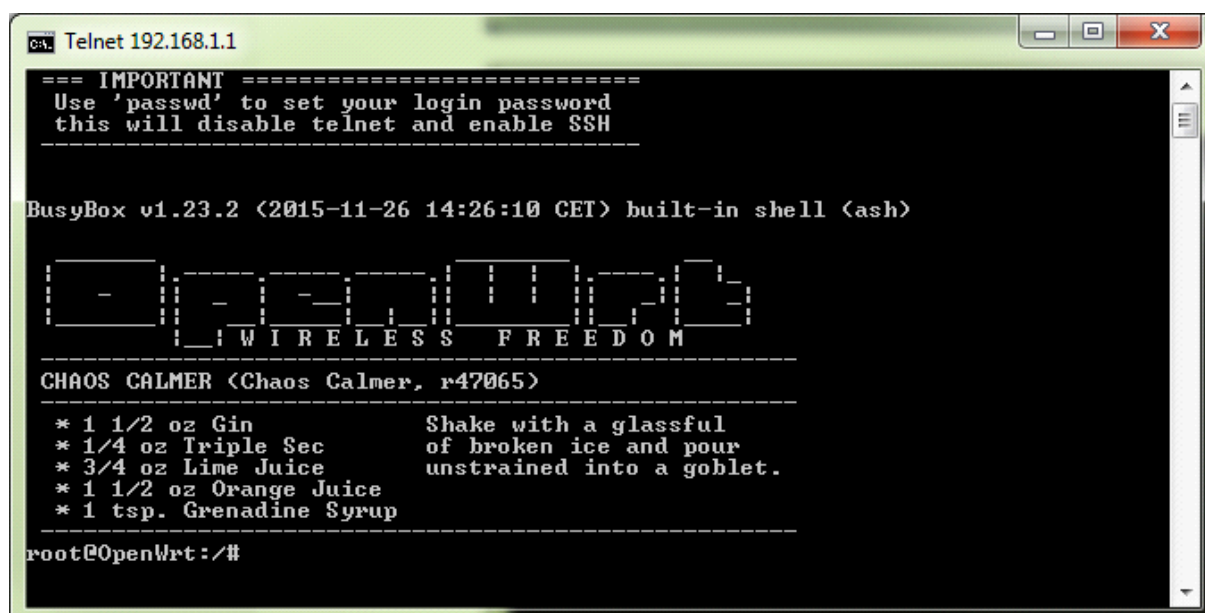 Telnet 192.168.1.1
=== IMPORTANT ============================
Use 'passwd' to set your login password
this will disable telnet and enable SSH
------------------------------------------
BusyBox v1.23.2 (2015-11-26 14:26:10 CET) built-in shell (ash)
OpenWrt
W I R E L E S S   F R E E D O M
-----------------------------------------------------
CHAOS CALMER (Chaos Calmer, r47065)
-----------------------------------------------------
* 1 1/2 oz Gin            Shake with a glassful
* 1/4 oz Triple Sec       of broken ice and pour
* 3/4 oz Lime Juice       unstrained into a goblet.
* 1 1/2 oz Orange Juice
* 1 tsp. Grenadine Syrup
-----------------------------------------------------
root@OpenWrt:/#